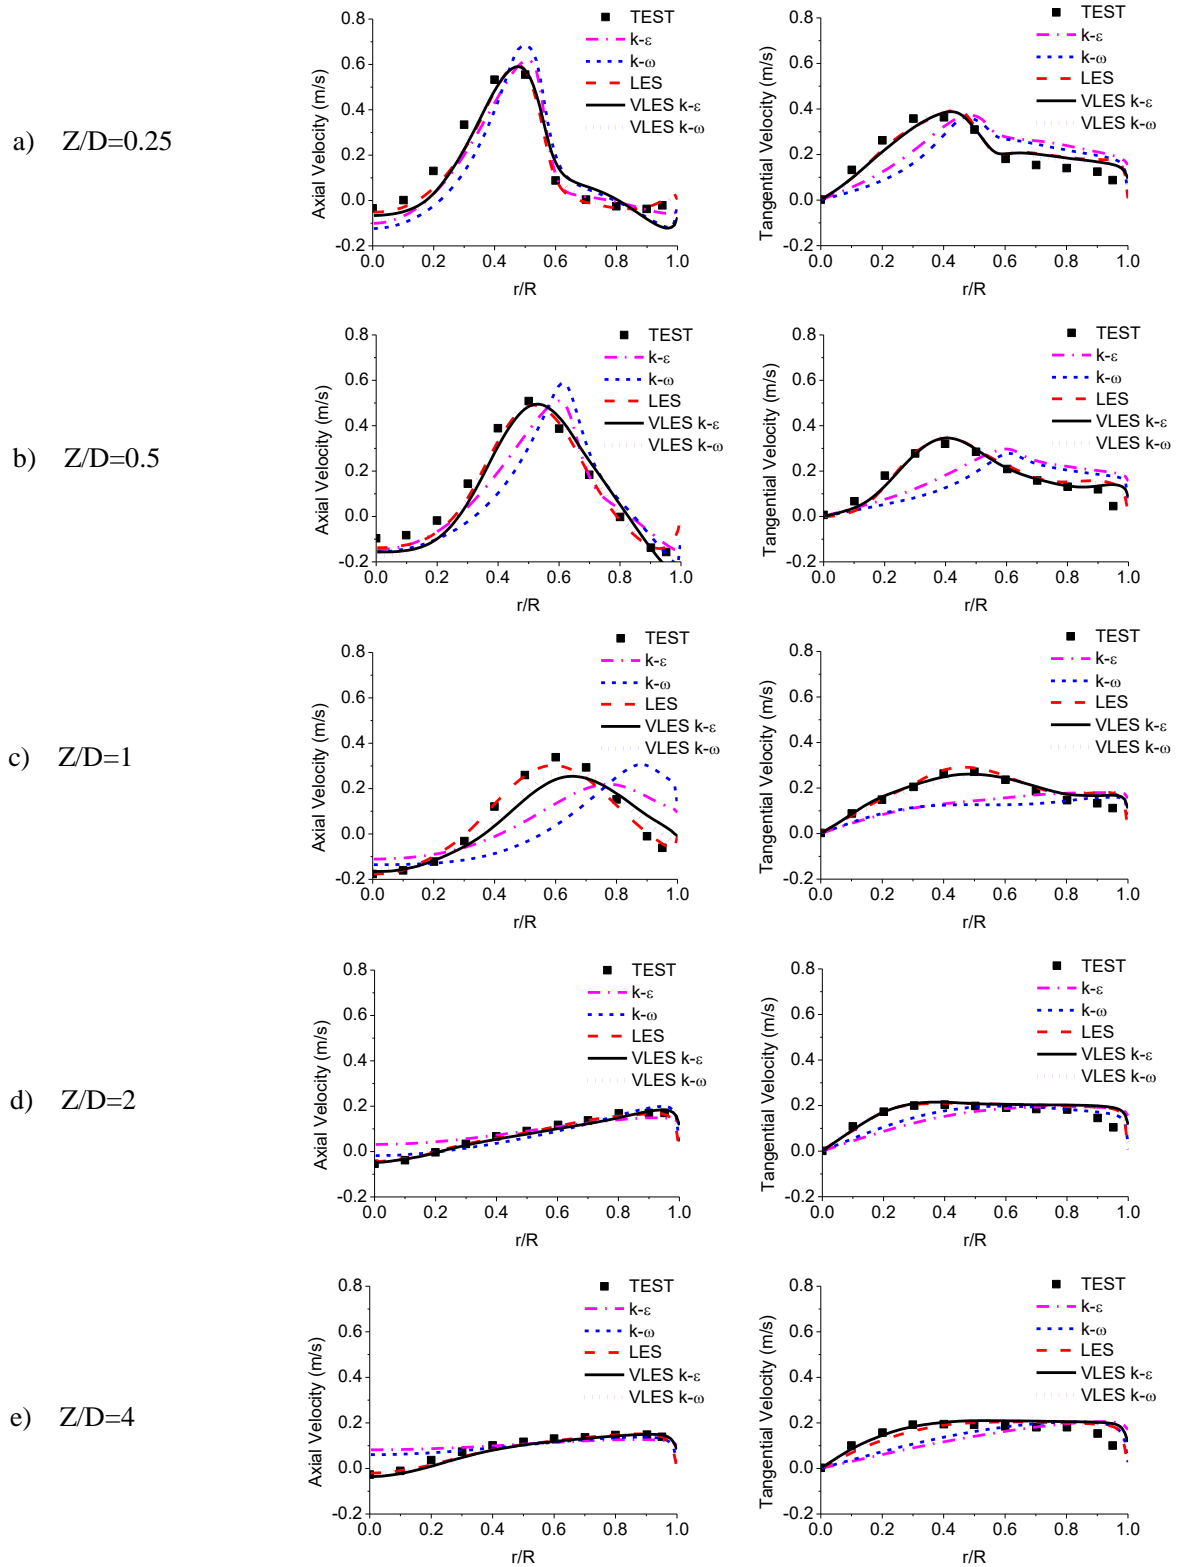 a) Z/D=0.25
Axial Velocity (m/s)
0.8
0.6
0.4
0.2
0.0
-0.2
0.0 0.2 0.4 0.6 0.8 1.0
r/R
TEST
k-ε
k-ω
LES
VLES k-ε
VLES k-ω
Tangential Velocity (m/s)
0.8
0.6
0.4
0.2
0.0
-0.2
0.0 0.2 0.4 0.6 0.8 1.0
r/R
TEST
k-ε
k-ω
LES
VLES k-ε
VLES k-ω
b) Z/D=0.5
Axial Velocity (m/s)
0.8
0.6
0.4
0.2
0.0
-0.2
0.0 0.2 0.4 0.6 0.8 1.0
r/R
TEST
k-ε
k-ω
LES
VLES k-ε
VLES k-ω
Tangential Velocity (m/s)
0.8
0.6
0.4
0.2
0.0
-0.2
0.0 0.2 0.4 0.6 0.8 1.0
r/R
TEST
k-ε
k-ω
LES
VLES k-ε
VLES k-ω
c) Z/D=1
Axial Velocity (m/s)
0.8
0.6
0.4
0.2
0.0
-0.2
0.0 0.2 0.4 0.6 0.8 1.0
r/R
TEST
k-ε
k-ω
LES
VLES k-ε
VLES k-ω
Tangential Velocity (m/s)
0.8
0.6
0.4
0.2
0.0
-0.2
0.0 0.2 0.4 0.6 0.8 1.0
r/R
TEST
k-ε
k-ω
LES
VLES k-ε
VLES k-ω
d) Z/D=2
Axial Velocity (m/s)
0.8
0.6
0.4
0.2
0.0
-0.2
0.0 0.2 0.4 0.6 0.8 1.0
r/R
TEST
k-ε
k-ω
LES
VLES k-ε
VLES k-ω
Tangential Velocity (m/s)
0.8
0.6
0.4
0.2
0.0
-0.2
0.0 0.2 0.4 0.6 0.8 1.0
r/R
TEST
k-ε
k-ω
LES
VLES k-ε
VLES k-ω
e) Z/D=4
Axial Velocity (m/s)
0.8
0.6
0.4
0.2
0.0
-0.2
0.0 0.2 0.4 0.6 0.8 1.0
r/R
TEST
k-ε
k-ω
LES
VLES k-ε
VLES k-ω
Tangential Velocity (m/s)
0.8
0.6
0.4
0.2
0.0
-0.2
0.0 0.2 0.4 0.6 0.8 1.0
r/R
TEST
k-ε
k-ω
LES
VLES k-ε
VLES k-ω